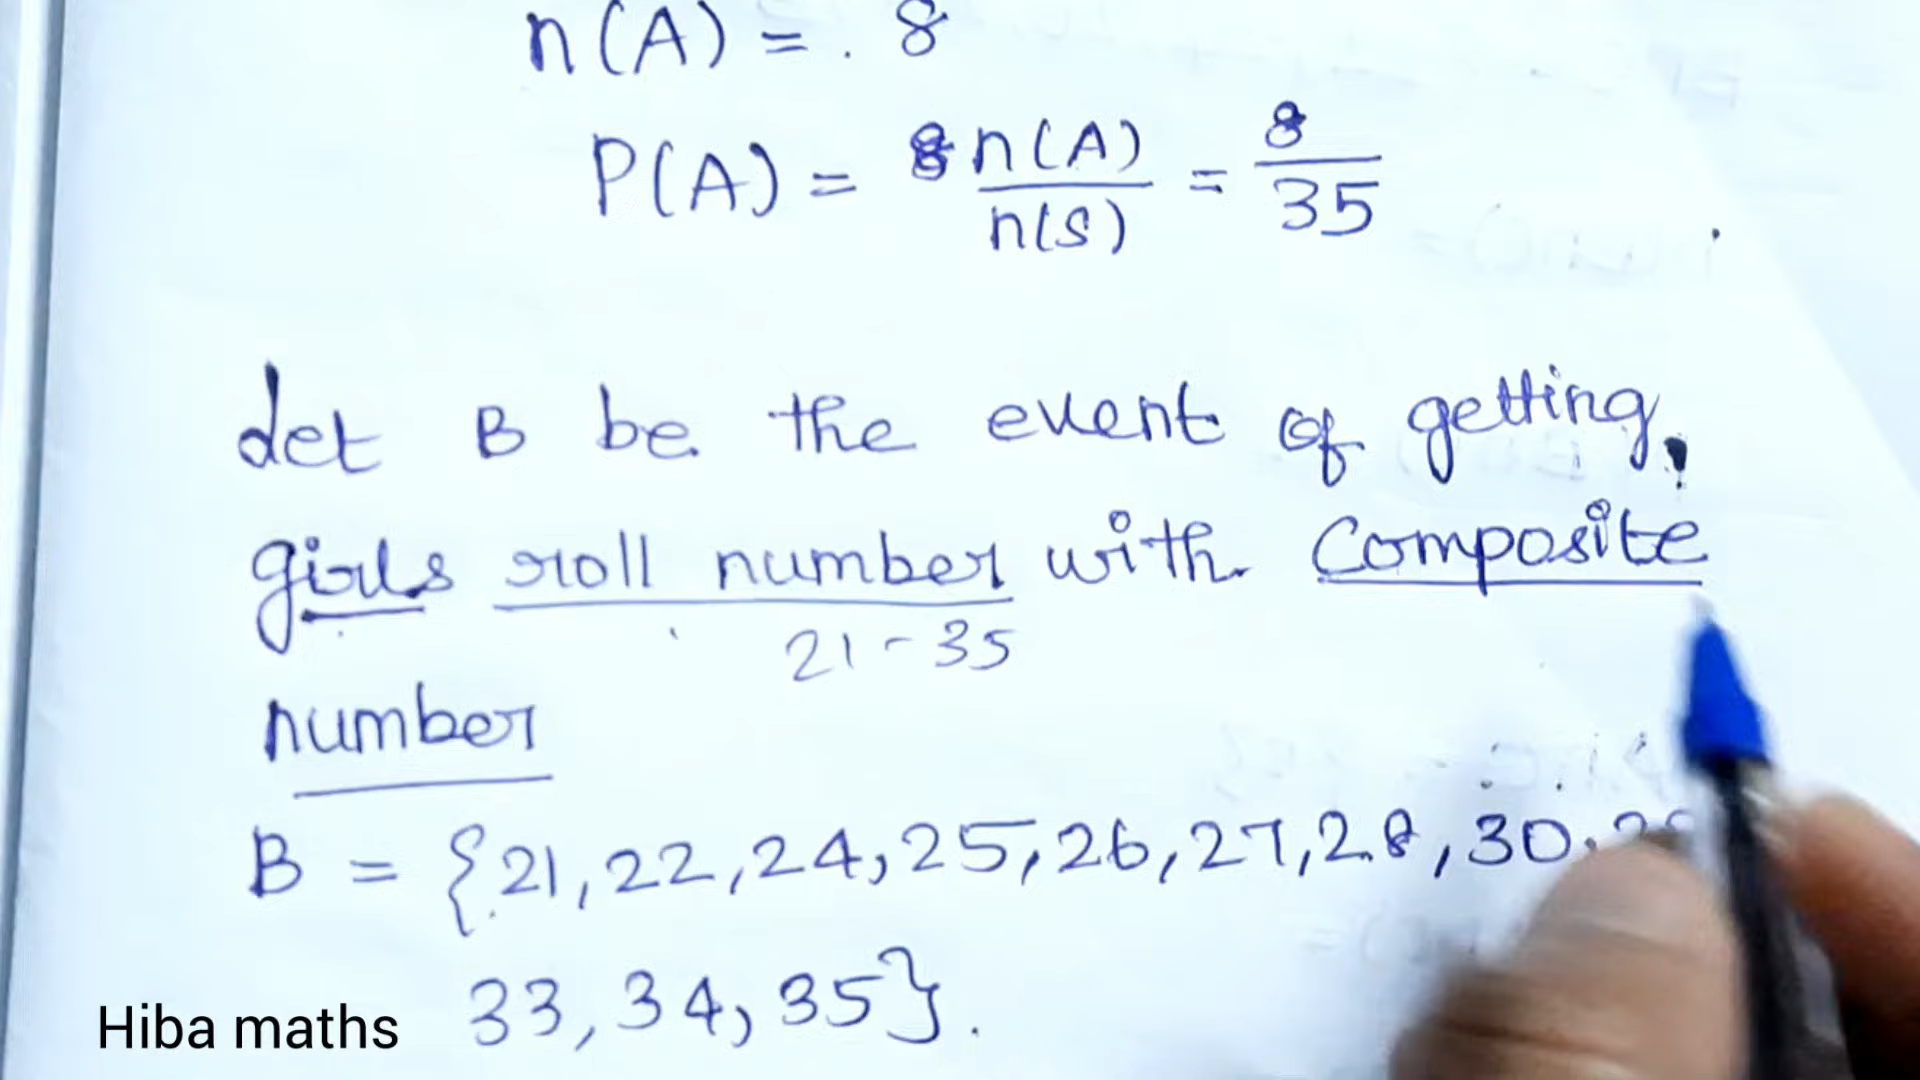 n(A) = . 8
P(A) = n(A)/n(S) = 8/35
Let B be the event of getting,
girls roll number with Composite
21-35
number
B = {21,22,24,25,26,27,28,30,
33,34,35}.
Hiba maths